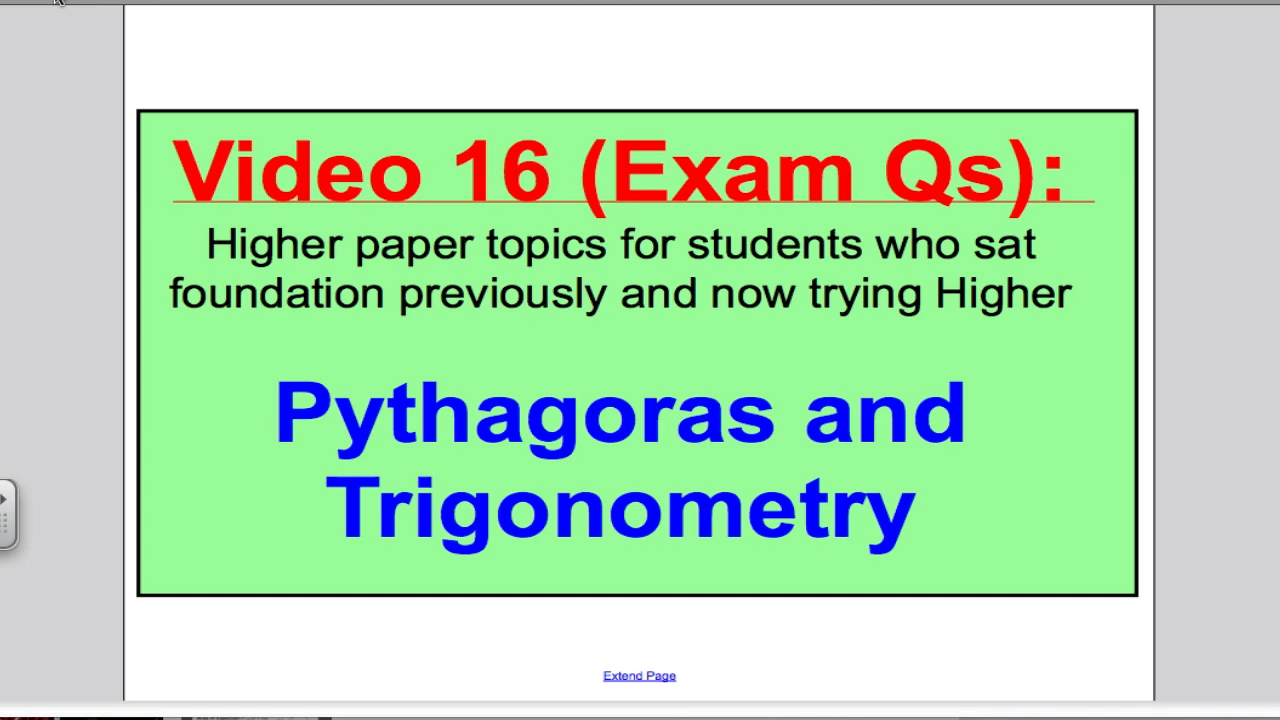 Video 16 (Exam Qs):
Higher paper topics for students who sat
foundation previously and now trying Higher
Pythagoras and
Trigonometry
Extend Page